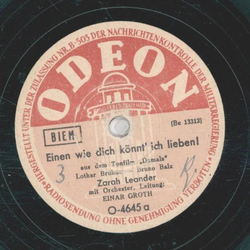 HERGESTELLT UNTER DER ZULASSUNG NR. B-505 DER NACHRICHTENKONTROLLE DER MILITÄRREGIERUNG
ODEON
BIEM
(Be 13313)
Einen wie dich könnt' ich lieben!
aus dem Tonfilm „Damals"
Lothar Brühne — Bruno Balz
3
Zarah Leander
mit Orchester, Leitung:
EINAR GROTH
O-4645 a
RADIOSENDUNG OHNE GENEHMIGUNG VERBOTEN